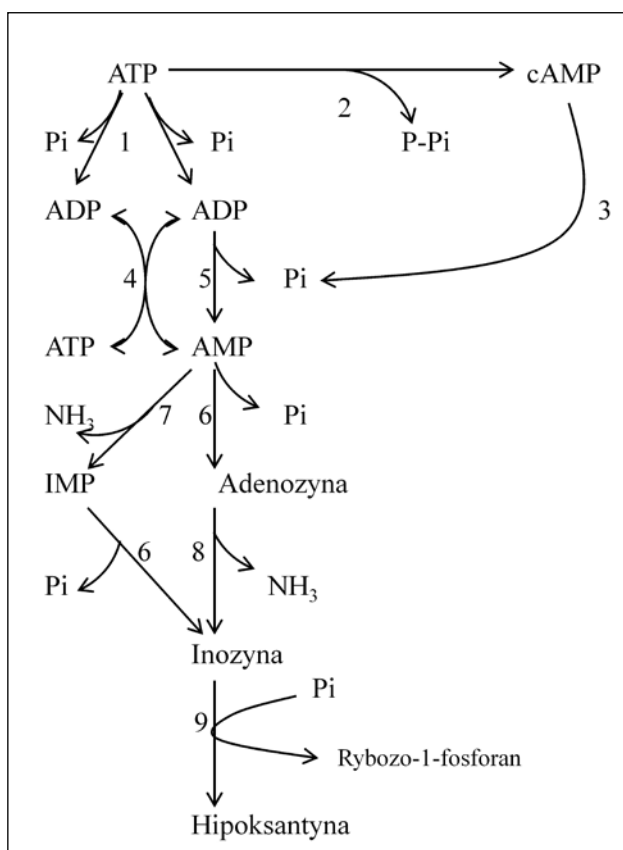 ATP cAMP
2
Pi 1 Pi P-Pi
ADP ADP 3
4 5 Pi
ATP AMP
NH₃ 7 6 Pi
IMP Adenozyna
6 8
Pi NH₃
Inozyna
Pi
9
Rybozo-1-fosforan
Hipoksantyna